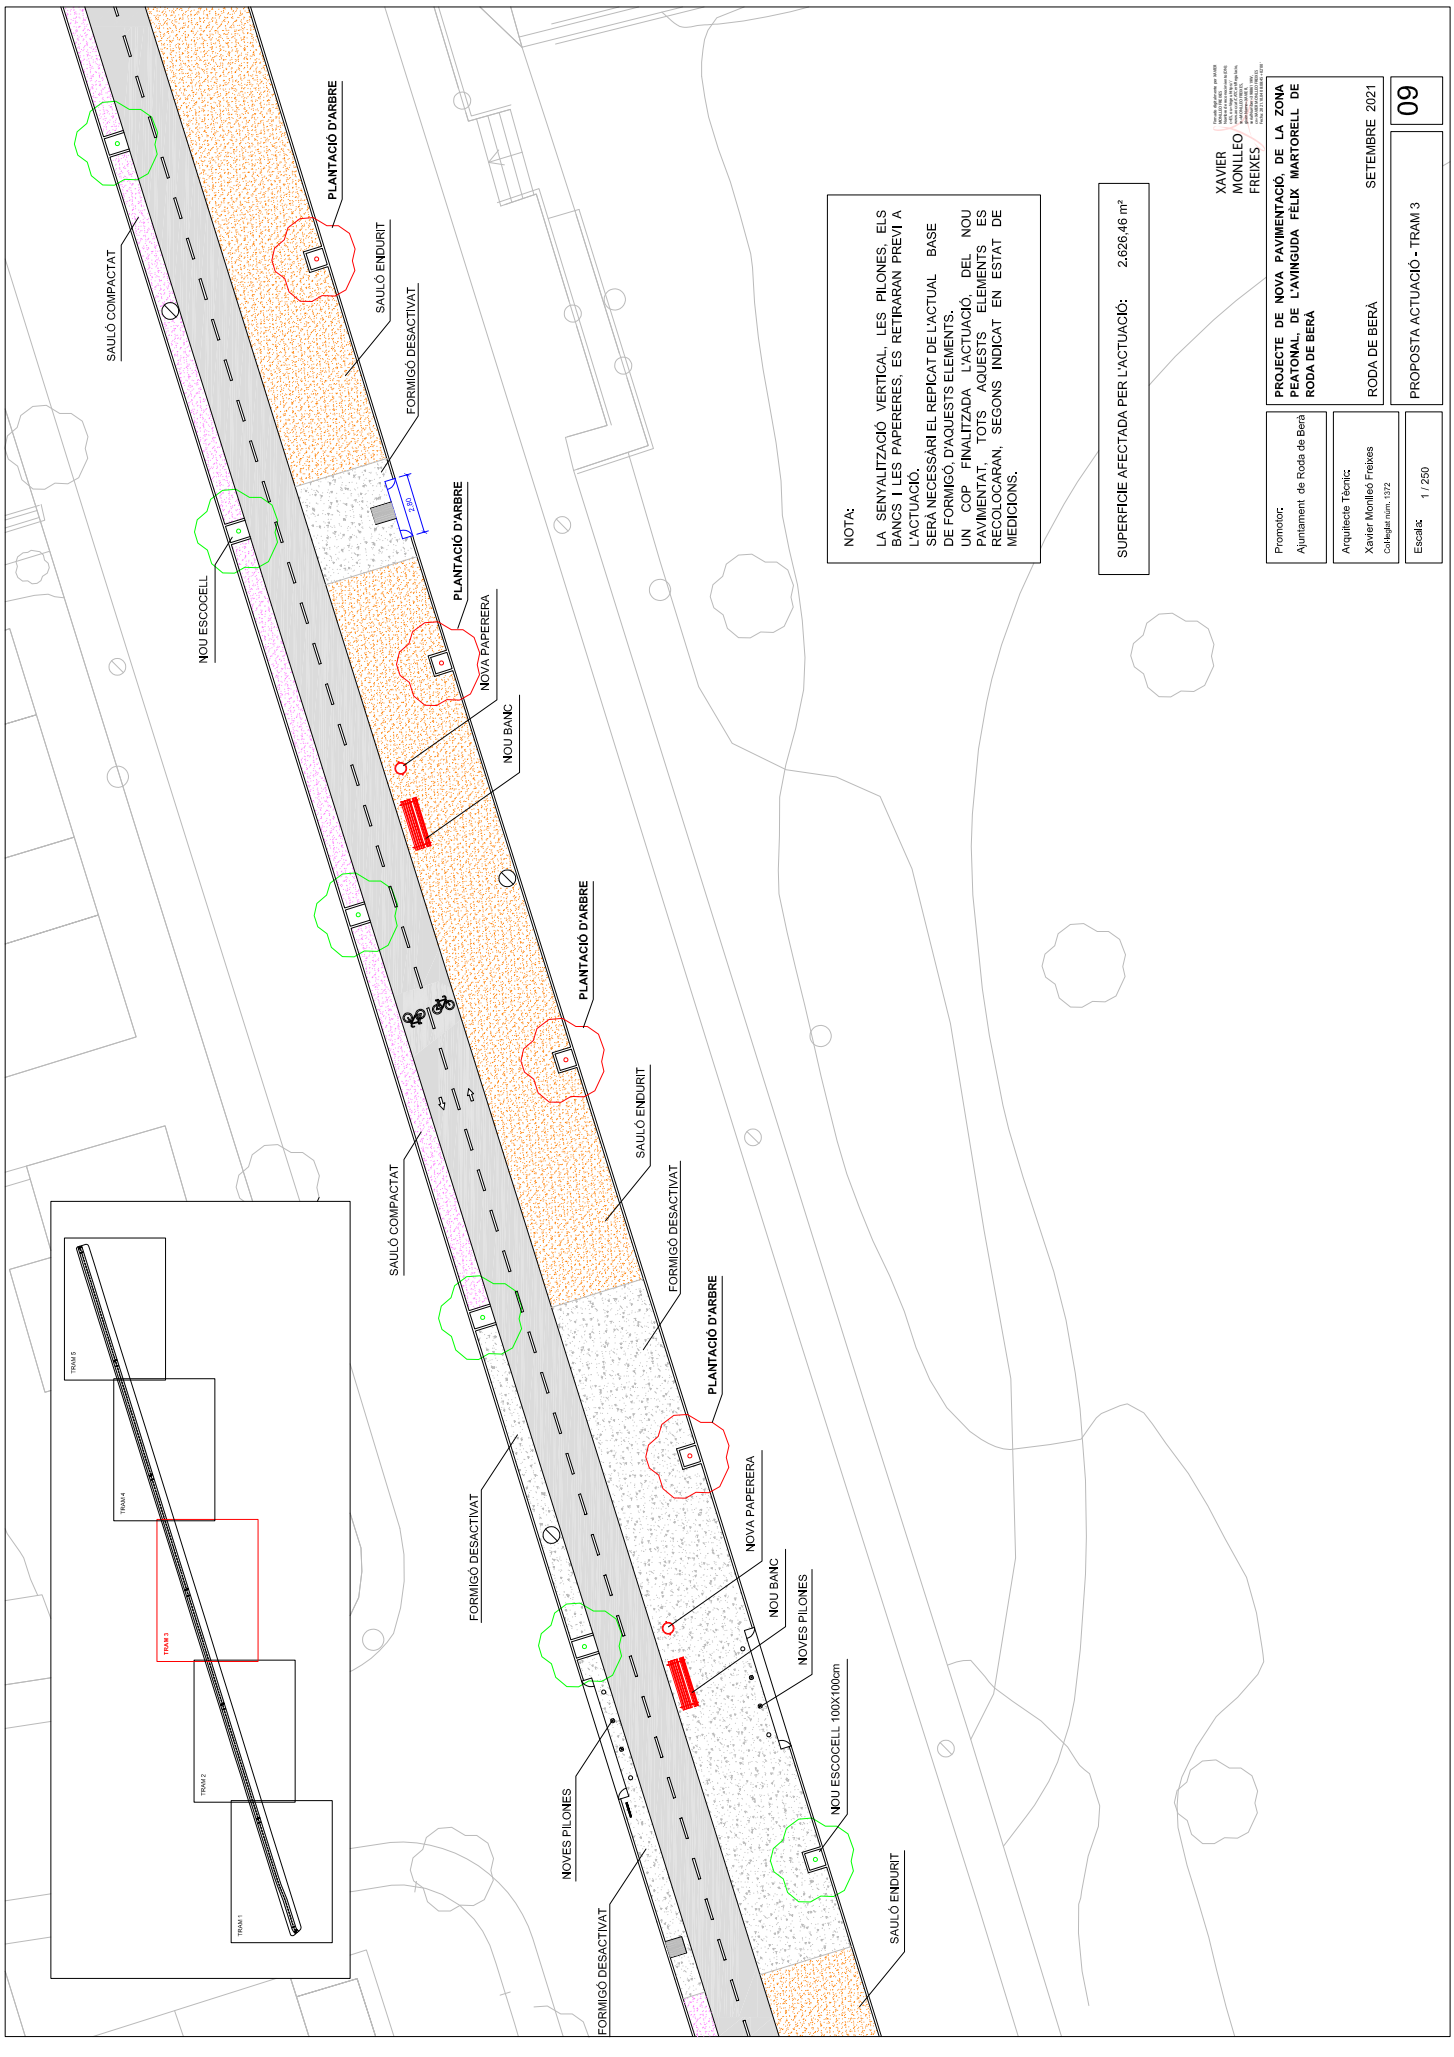 TRAM 1
TRAM 2
TRAM 3
TRAM 4
TRAM 5
SAULÓ COMPACTAT
NOU ESCOCELL
SAULÓ COMPACTAT
FORMIGÓ DESACTIVAT
NOVES PILONES
FORMIGÓ DESACTIVAT
PLANTACIÓ D'ARBRE
SAULÓ ENDURIT
FORMIGÓ DESACTIVAT
2,90
PLANTACIÓ D'ARBRE
NOVA PAPERERA
NOU BANC
PLANTACIÓ D'ARBRE
SAULÓ ENDURIT
FORMIGÓ DESACTIVAT
PLANTACIÓ D'ARBRE
NOVA PAPERERA
NOU BANC
NOVES PILONES
NOU ESCOCELL 100X100cm
SAULÓ ENDURIT
NOTA:
LA SENYALITZACIÓ VERTICAL, LES PILONES, ELS
BANCS I LES PAPERERES, ES RETIRARAN PREVI A
L'ACTUACIÓ.
SERÀ NECESSÀRI EL REPICAT DE L'ACTUAL BASE
DE FORMIGÓ, D'AQUESTS ELEMENTS.
UN COP FINALITZADA L'ACTUACIÓ, DEL NOU
PAVIMENTAT, TOTS AQUESTS ELEMENTS ES
RECOLOCARAN, SEGONS INDICAT EN ESTAT DE
MEDICIONS.
SUPERFICIE AFECTADA PER L'ACTUACIÓ: 2.626,46 m²
XAVIER
MONLLEO
FREIXES
Promotor:
Ajuntament de Roda de Berà
Arquitecte Tècnic:
Xavier Monlleó Freixes
Col·legiat núm. 1372
Escala: 1 / 250
PROJECTE DE NOVA PAVIMENTACIÓ, DE LA ZONA
PEATONAL, DE L'AVINGUDA FÈLIX MARTORELL DE
RODA DE BERÀ
RODA DE BERÀ SETEMBRE 2021
PROPOSTA ACTUACIÓ - TRAM 3
09